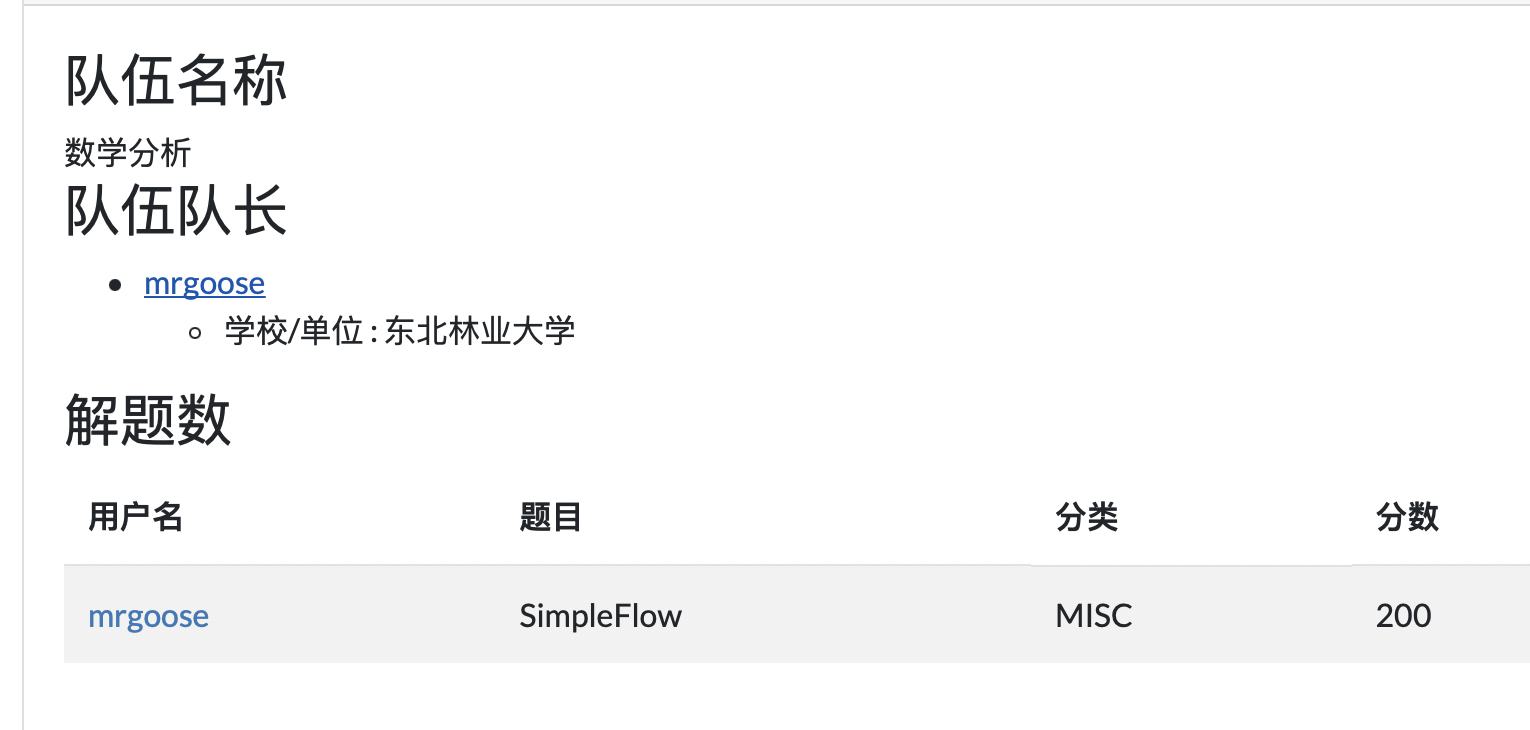 队伍名称
数学分析
队伍队长
mrgoose
学校/单位 : 东北林业大学
解题数
用户名 题目 分类 分数
mrgoose SimpleFlow MISC 200